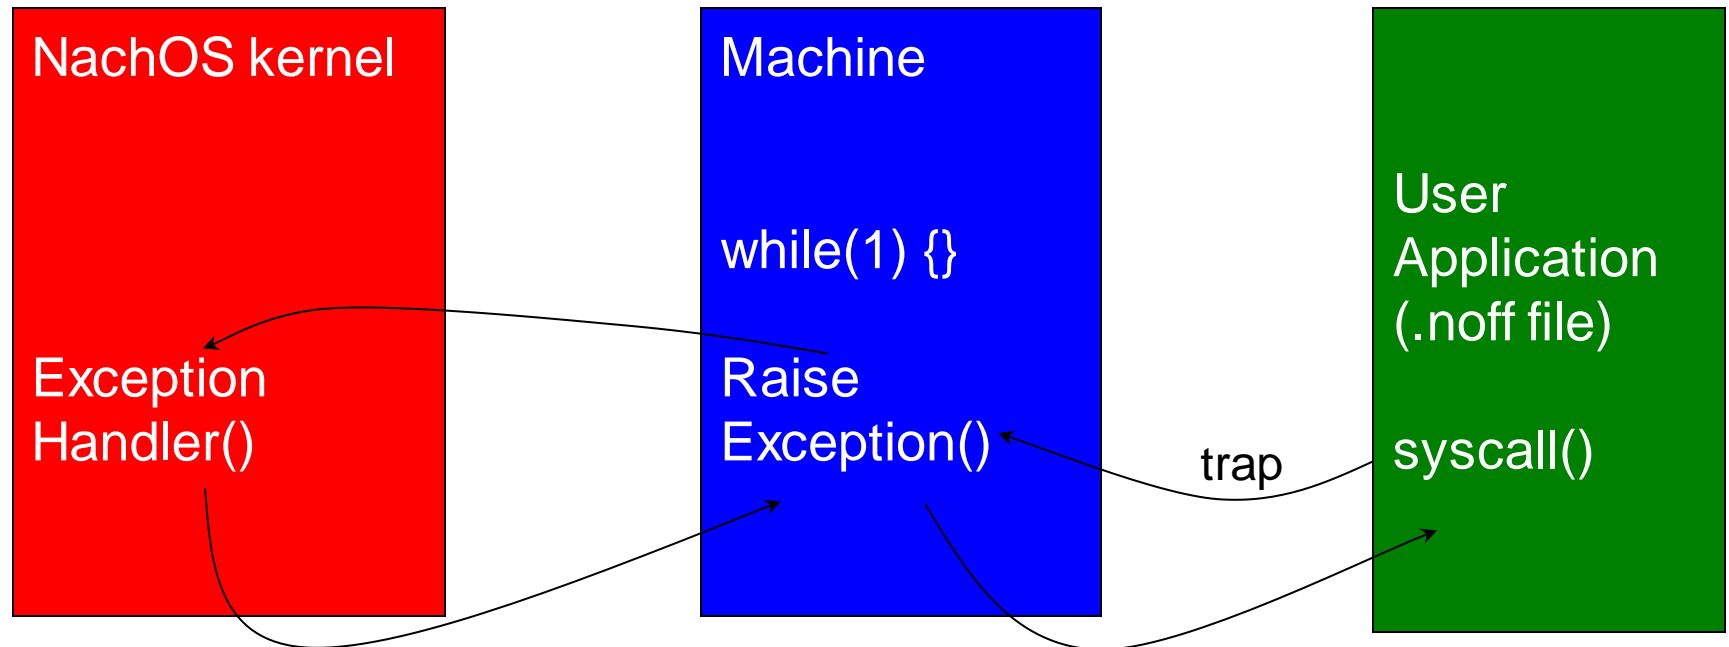 NachOS kernel
Exception
Handler()
Machine
while(1) {}
Raise
Exception()
trap
User
Application
(.noff file)
syscall()